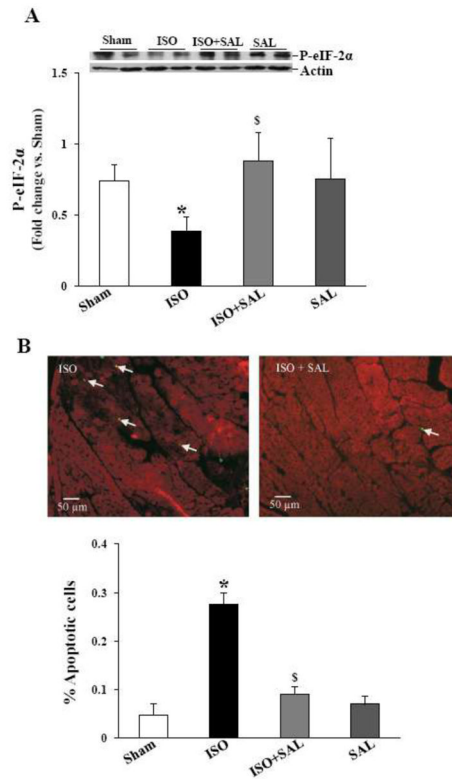 A
Sham ISO ISO+SAL SAL
P-eIF-2α
Actin
P-eIF-2α
(Fold change vs. Sham)
1.5
1
0.5
0
*
$
Sham ISO ISO+SAL SAL
B
ISO
50 µm
ISO + SAL
50 µm
% Apoptotic cells
0.4
0.3
0.2
0.1
0
*
$
Sham ISO ISO+SAL SAL